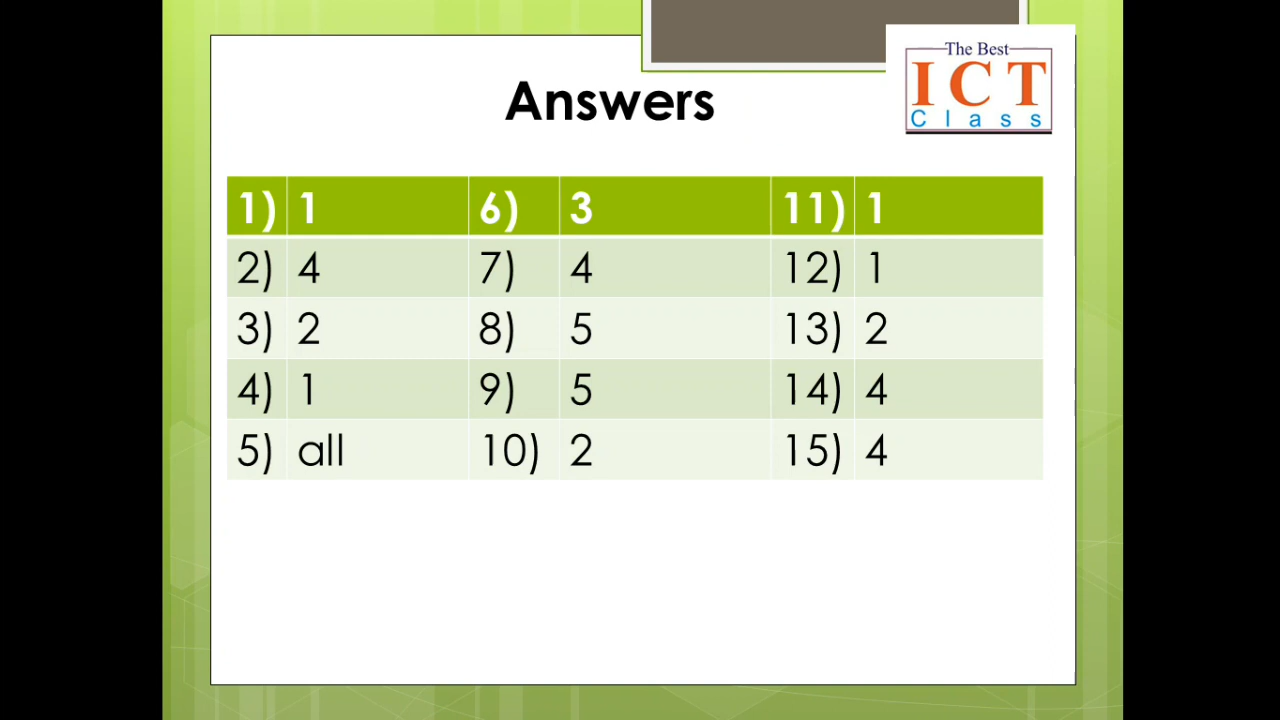 The Best
ICT
Class
Answers
1) 1 6) 3 11) 1
2) 4 7) 4 12) 1
3) 2 8) 5 13) 2
4) 1 9) 5 14) 4
5) all 10) 2 15) 4